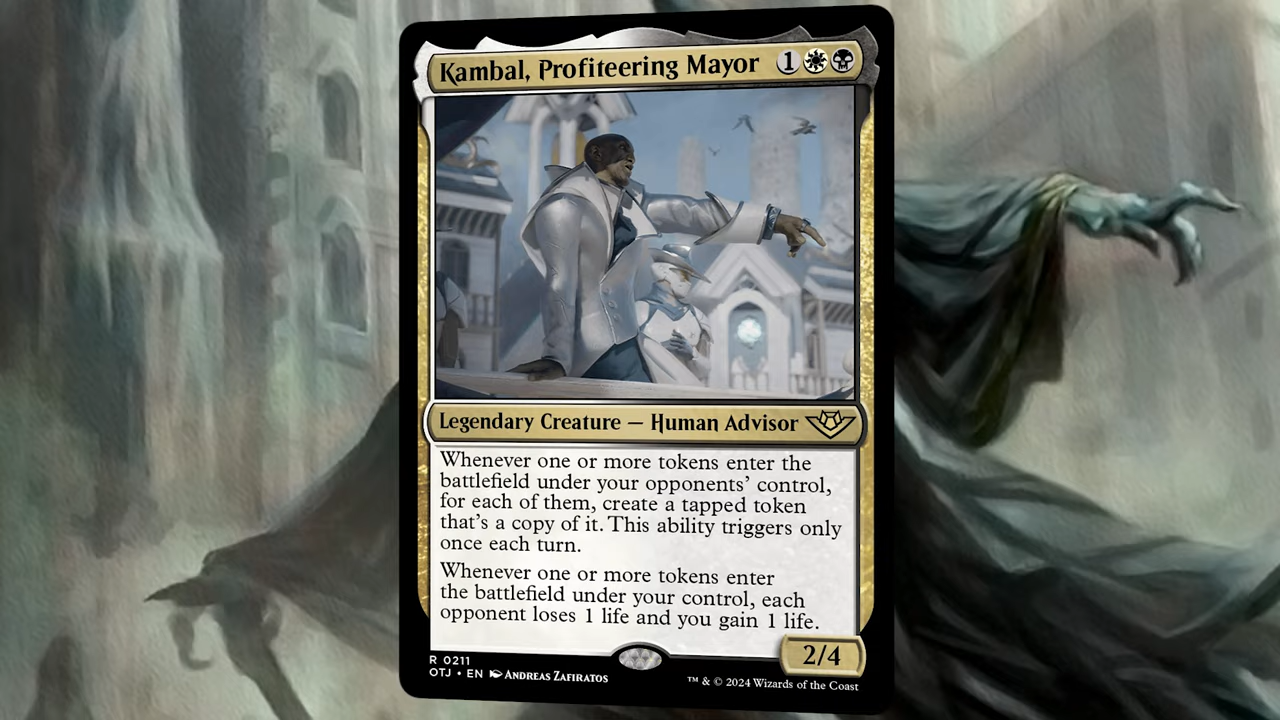 Kambal, Profiteering Mayor 1
Legendary Creature — Human Advisor
Whenever one or more tokens enter the
battlefield under your opponents' control,
for each of them, create a tapped token
that's a copy of it. This ability triggers only
once each turn.
Whenever one or more tokens enter
the battlefield under your control, each
opponent loses 1 life and you gain 1 life.
2/4
R 0211
OTJ • EN ANDREAS ZAFIRATOS
™ & © 2024 Wizards of the Coast